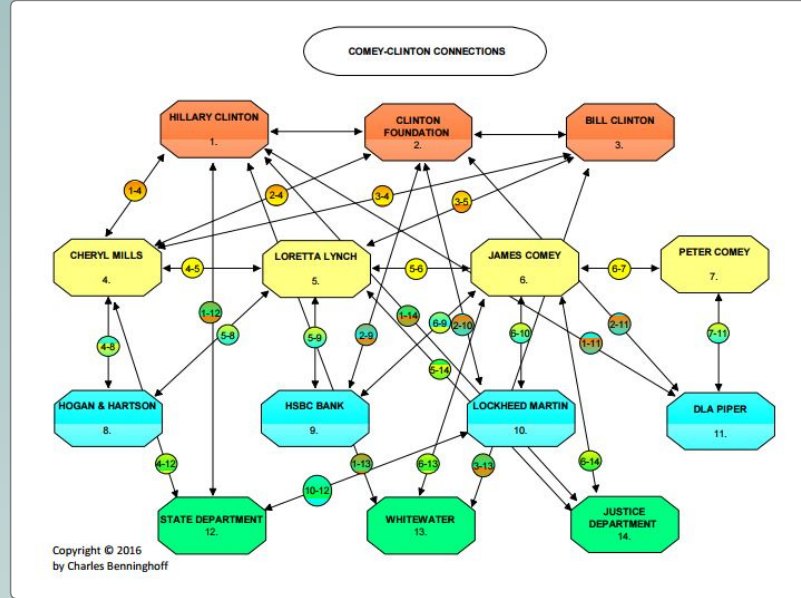 COMEY-CLINTON CONNECTIONS
HILLARY CLINTON
1.
CLINTON
FOUNDATION
2.
BILL CLINTON
3.
1-4
2-4
3-4
3-5
CHERYL MILLS
4.
4-5
LORETTA LYNCH
5.
5-6
JAMES COMEY
6.
6-7
PETER COMEY
7.
1-12
4-8
5-8
5-9
2-9
1-14
6-9
2-10
6-10
5-14
1-11
2-11
7-11
HOGAN & HARTSON
8.
HSBC BANK
9.
LOCKHEED MARTIN
10.
DLA PIPER
11.
4-12
10-12
1-13
6-13
3-13
6-14
STATE DEPARTMENT
12.
WHITEWATER
13.
JUSTICE
DEPARTMENT
14.
Copyright © 2016
by Charles Benninghoff